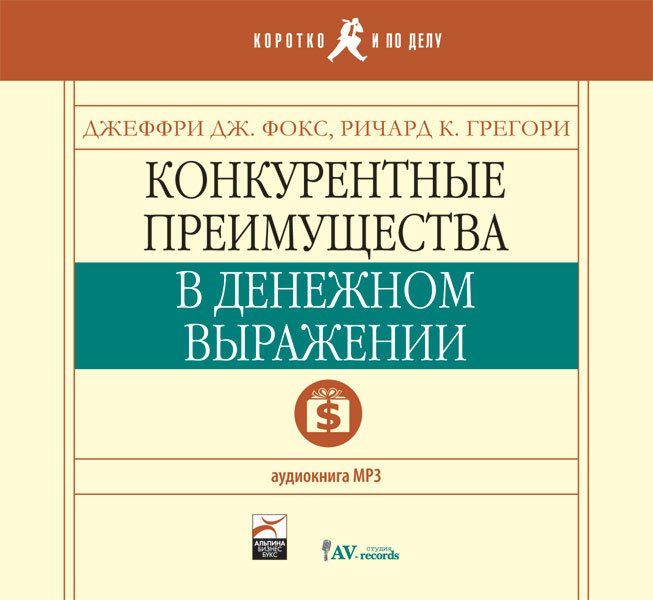 КОРОТКО И ПО ДЕЛУ
ДЖЕФФРИ ДЖ. ФОКС, РИЧАРД К. ГРЕГОРИ
КОНКУРЕНТНЫЕ
ПРЕИМУЩЕСТВА
В ДЕНЕЖНОМ
ВЫРАЖЕНИИ
$
аудиокнига MP3
АЛЬПИНА
БИЗНЕС
БУКС
студия
AV-records